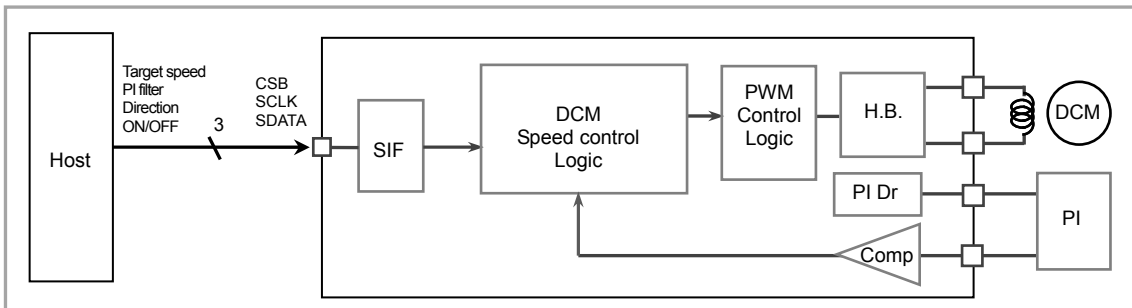 Host
Target speed
PI filter
Direction
ON/OFF
3
CSB
SCLK
SDATA
SIF
DCM
Speed control
Logic
PWM
Control
Logic
H.B.
DCM
PI Dr
PI
Comp